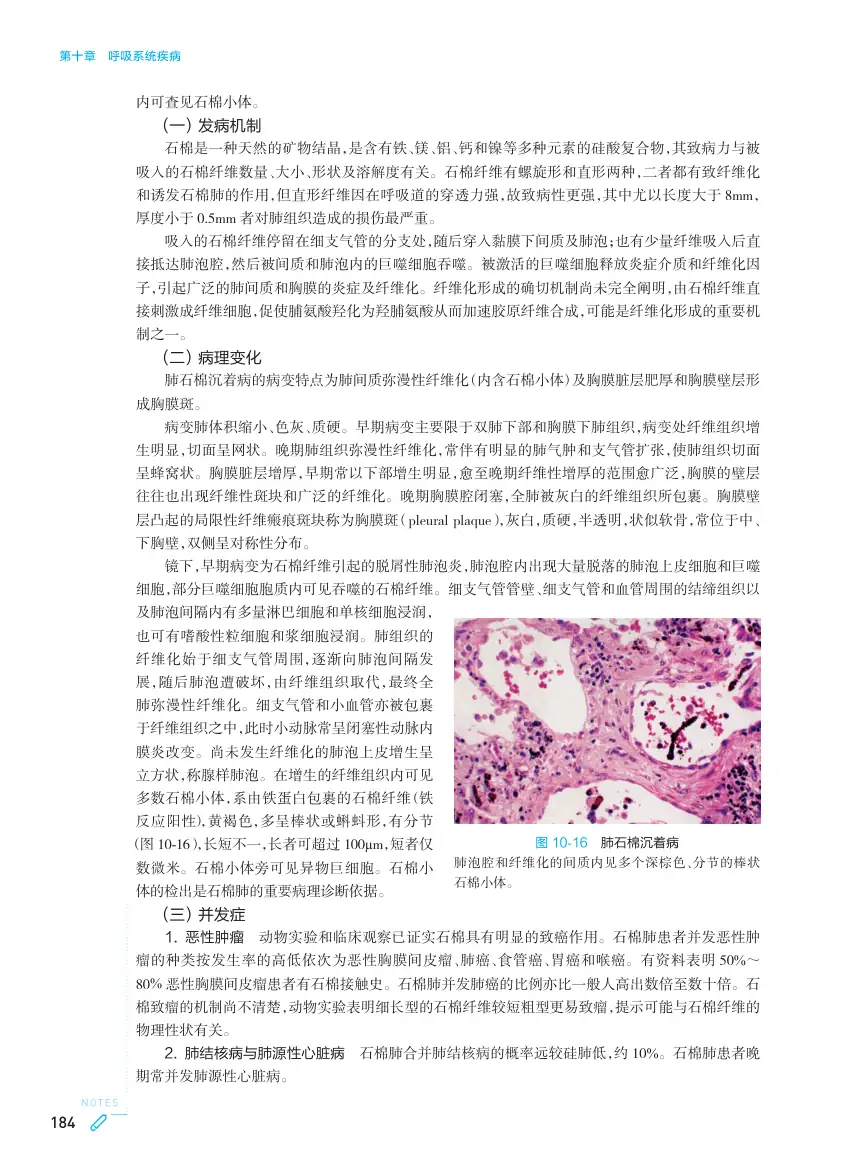 第十章 呼吸系统疾病
内可查见石棉小体。
（一）发病机制
石棉是一种天然的矿物结晶，是含有铁、镁、铝、钙和镍等多种元素的硅酸复合物，其致病力与被
吸入的石棉纤维数量、大小、形状及溶解度有关。石棉纤维有螺旋形和直形两种，二者都有致纤维化
和诱发石棉肺的作用，但直形纤维因在呼吸道的穿透力强，故致病性更强，其中尤以长度大于 8mm，
厚度小于 0.5mm 者对肺组织造成的损伤最严重。
吸入的石棉纤维停留在细支气管的分支处，随后穿入黏膜下间质及肺泡；也有少量纤维吸入后直
接抵达肺泡腔，然后被间质和肺泡内的巨噬细胞吞噬。被激活的巨噬细胞释放炎症介质和纤维化因
子，引起广泛的肺间质和胸膜的炎症及纤维化。纤维化形成的确切机制尚未完全阐明，由石棉纤维直
接刺激成纤维细胞，促使脯氨酸羟化为羟脯氨酸从而加速胶原纤维合成，可能是纤维化形成的重要机
制之一。
（二）病理变化
肺石棉沉着病的病变特点为肺间质弥漫性纤维化（内含石棉小体）及胸膜脏层肥厚和胸膜壁层形
成胸膜斑。
病变肺体积缩小、色灰、质硬。早期病变主要限于双肺下部和胸膜下肺组织，病变处纤维组织增
生明显，切面呈网状。晚期肺组织弥漫性纤维化，常伴有明显的肺气肿和支气管扩张，使肺组织切面
呈蜂窝状。胸膜脏层增厚，早期常以下部增生明显，愈至晚期纤维性增厚的范围愈广泛，胸膜的壁层
往往也出现纤维性斑块和广泛的纤维化。晚期胸膜腔闭塞，全肺被灰白的纤维组织所包裹。胸膜壁
层凸起的局限性纤维瘢痕斑块称为胸膜斑（pleural plaque），灰白，质硬，半透明，状似软骨，常位于中、
下胸壁，双侧呈对称性分布。
镜下，早期病变为石棉纤维引起的脱屑性肺泡炎，肺泡腔内出现大量脱落的肺泡上皮细胞和巨噬
细胞，部分巨噬细胞胞质内可见吞噬的石棉纤维。细支气管管壁、细支气管和血管周围的结缔组织以
及肺泡间隔内有多量淋巴细胞和单核细胞浸润，
也可有嗜酸性粒细胞和浆细胞浸润。肺组织的
纤维化始于细支气管周围，逐渐向肺泡间隔发
展，随后肺泡遭破坏，由纤维组织取代，最终全
肺弥漫性纤维化。细支气管和小血管亦被包裹
于纤维组织之中，此时小动脉常呈闭塞性动脉内
膜炎改变。尚未发生纤维化的肺泡上皮增生呈
立方状，称腺样肺泡。在增生的纤维组织内可见
多数石棉小体，系由铁蛋白包裹的石棉纤维（铁
反应阳性），黄褐色，多呈棒状或蝌蚪形，有分节
（图 10-16），长短不一，长者可超过 100μm，短者仅
数微米。石棉小体旁可见异物巨细胞。石棉小
体的检出是石棉肺的重要病理诊断依据。
图 10-16 肺石棉沉着病
肺泡腔和纤维化的间质内见多个深棕色、分节的棒状
石棉小体。
（三）并发症
1. 恶性肿瘤 动物实验和临床观察已证实石棉具有明显的致癌作用。石棉肺患者并发恶性肿
瘤的种类按发生率的高低依次为恶性胸膜间皮瘤、肺癌、食管癌、胃癌和喉癌。有资料表明 50%～
80% 恶性胸膜间皮瘤患者有石棉接触史。石棉肺并发肺癌的比例亦比一般人高出数倍至数十倍。石
棉致瘤的机制尚不清楚，动物实验表明细长型的石棉纤维较短粗型更易致瘤，提示可能与石棉纤维的
物理性状有关。
2. 肺结核病与肺源性心脏病 石棉肺合并肺结核病的概率远较硅肺低，约 10%。石棉肺患者晚
期常并发肺源性心脏病。
NOTES
184